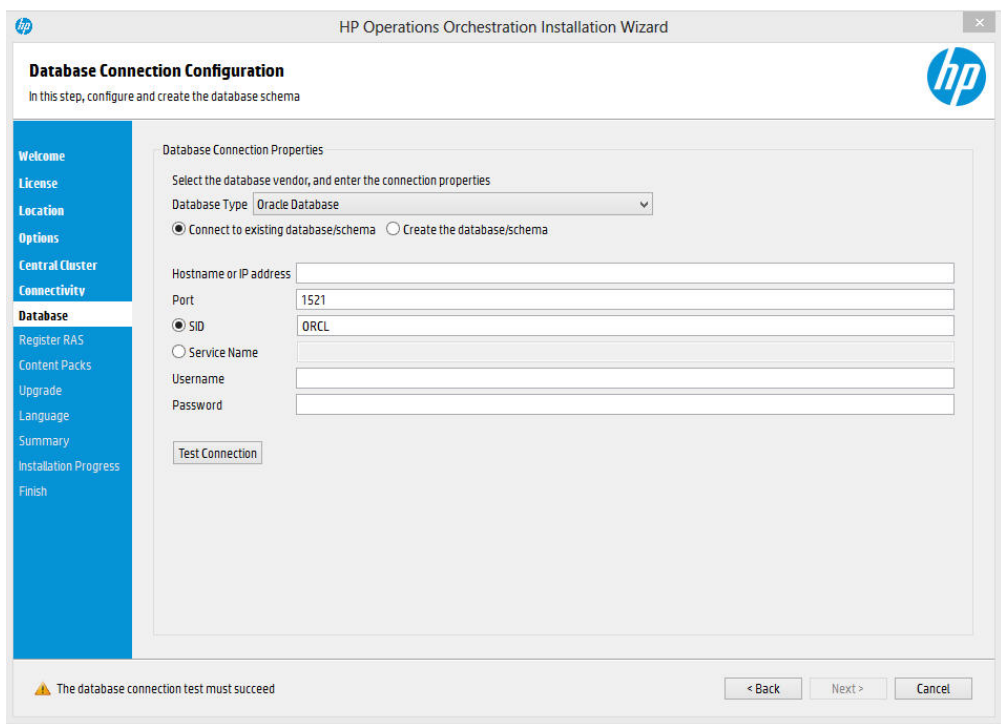 hp
HP Operations Orchestration Installation Wizard
Database Connection Configuration
In this step, configure and create the database schema
hp
Welcome
License
Location
Options
Central Cluster
Connectivity
Database
Register RAS
Content Packs
Upgrade
Language
Summary
Installation Progress
Finish
Database Connection Properties
Select the database vendor, and enter the connection properties
Database Type Oracle Database
Connect to existing database/schema Create the database/schema
Hostname or IP address
Port 1521
SID ORCL
Service Name
Username
Password
Test Connection
The database connection test must succeed
< Back Next > Cancel